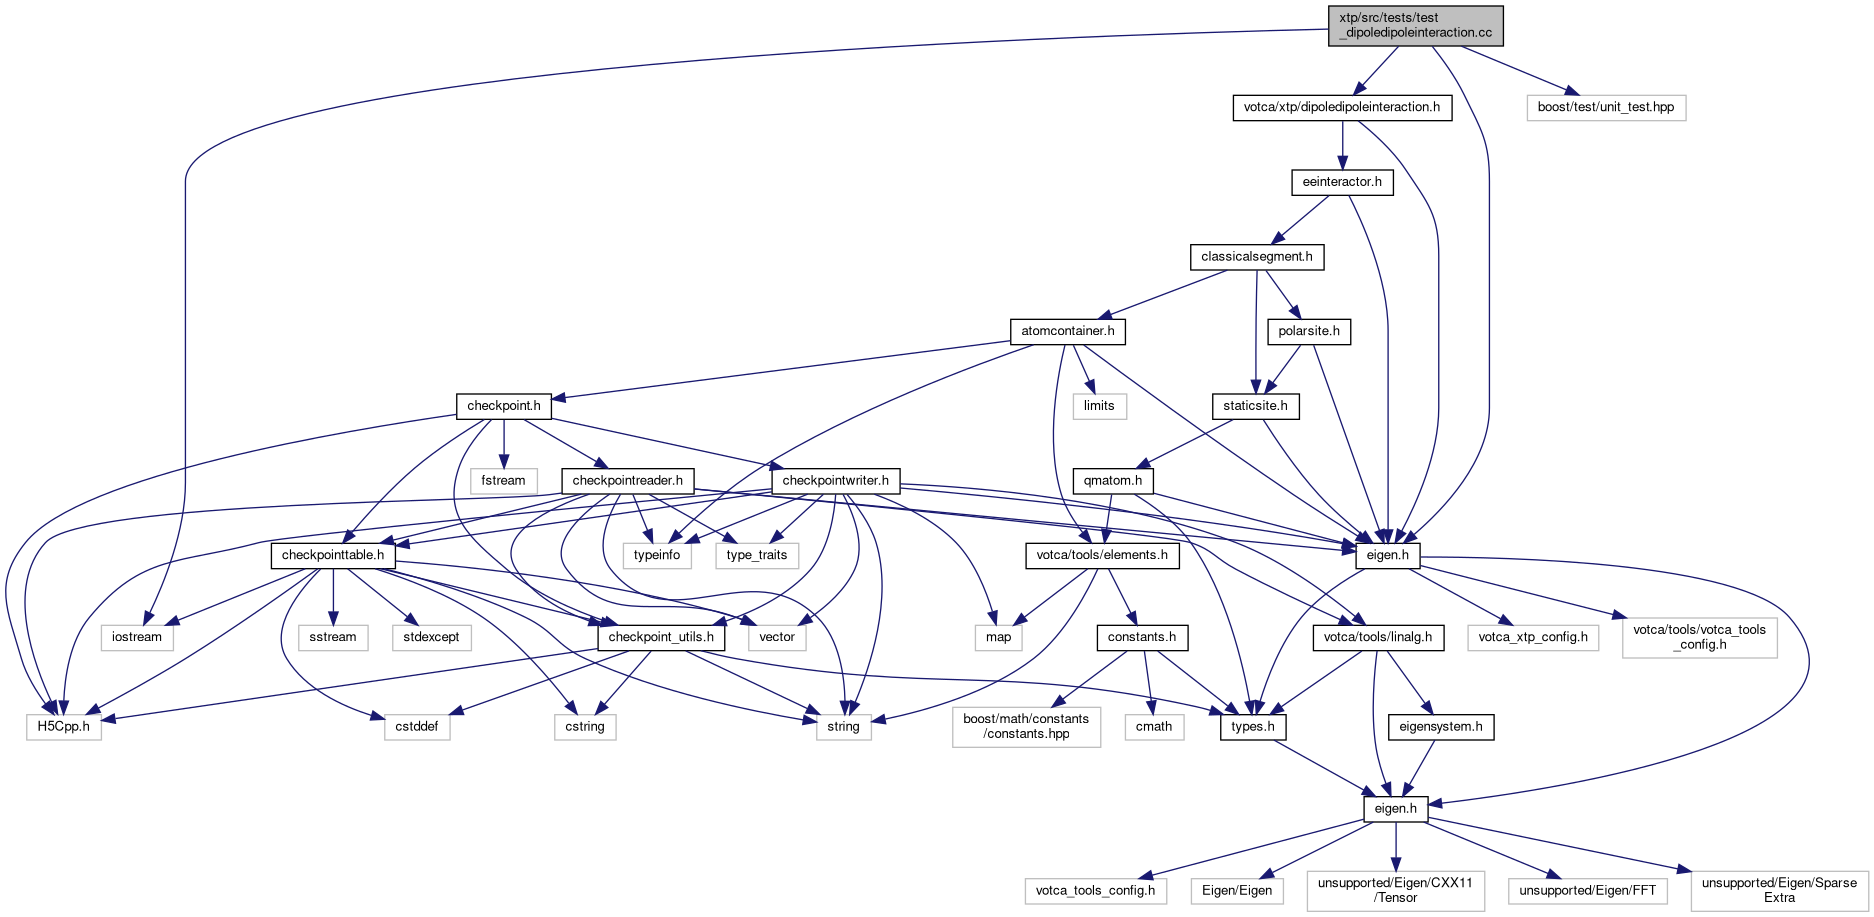 xtp/src/tests/test
_dipoledipoleinteraction.cc
votca/xtp/dipoledipoleinteraction.h
boost/test/unit_test.hpp
eeinteractor.h
classicalsegment.h
atomcontainer.h
polarsite.h
checkpoint.h
limits
staticsite.h
fstream
checkpointreader.h
checkpointwriter.h
qmatom.h
checkpointtable.h
typeinfo
type_traits
votca/tools/elements.h
eigen.h
iostream
sstream
stdexcept
checkpoint_utils.h
vector
map
constants.h
votca/tools/linalg.h
votca_xtp_config.h
votca/tools/votca_tools
_config.h
H5Cpp.h
cstddef
cstring
string
boost/math/constants
/constants.hpp
cmath
types.h
eigensystem.h
eigen.h
votca_tools_config.h
Eigen/Eigen
unsupported/Eigen/CXX11
/Tensor
unsupported/Eigen/FFT
unsupported/Eigen/Sparse
Extra